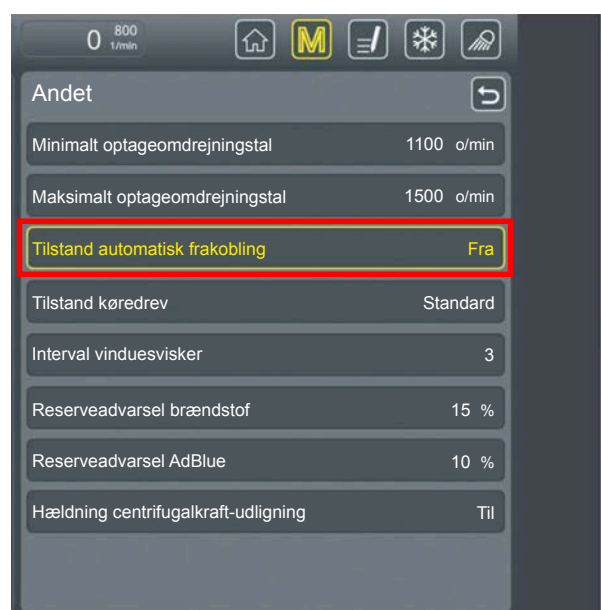 0 800 1/min M
Andet
Minimalt optageomdrejningstal 1100 o/min
Maksimalt optageomdrejningstal 1500 o/min
Tilstand automatisk frakobling Fra
Tilstand køredrev Standard
Interval vinduesvisker 3
Reserveadvarsel brændstof 15 %
Reserveadvarsel AdBlue 10 %
Hældning centrifugalkraft-udligning Til